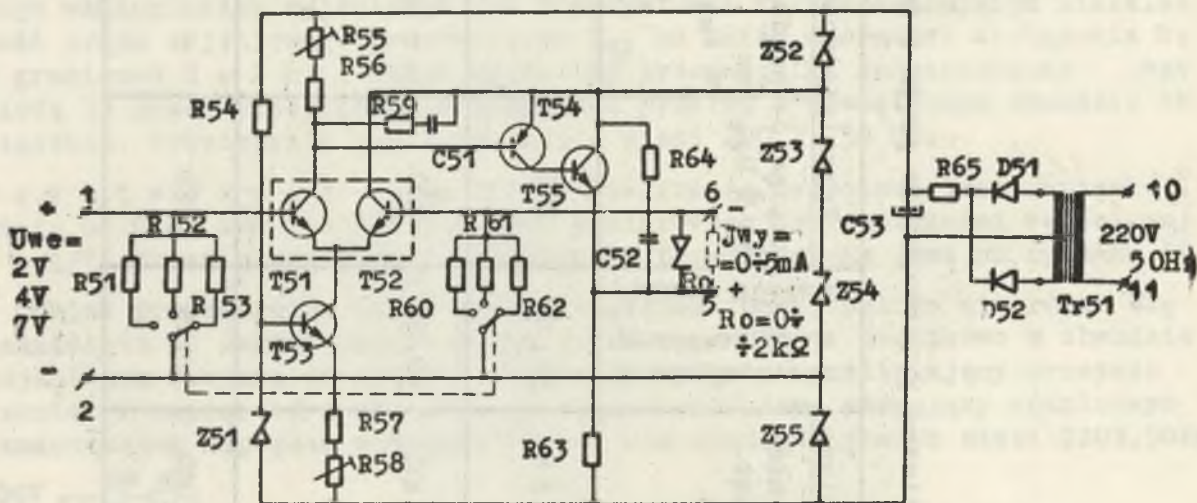 R55
Z52
R56
R54
R59
T54
Z53
R64
R65
D51
C51
T55
10
1
6
+
-
C53
R 52
R 61
220V
Uwe=
Jwy=
50Hz
2V
R51
C52
=0÷5mA
4V
T51
T52
Ro
7V
R 53
R60
R62
5
+
Z54
D52
Tr51
11
T53
Ro=0÷
÷2kΩ
-
2
Z51
R57
R63
Z55
R58